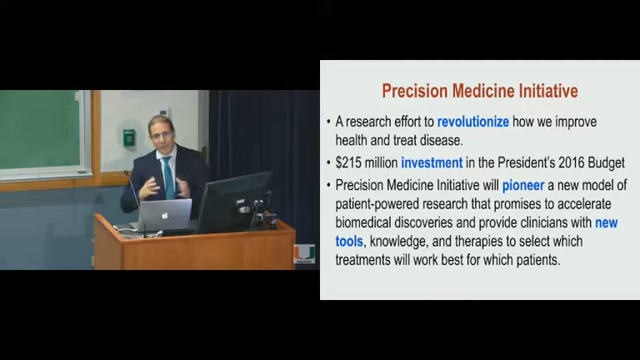 Precision Medicine Initiative
• A research effort to revolutionize how we improve
health and treat disease.
• $215 million investment in the President's 2016 Budget
• Precision Medicine Initiative will pioneer a new model of
patient-powered research that promises to accelerate
biomedical discoveries and provide clinicians with new
tools, knowledge, and therapies to select which
treatments will work best for which patients.